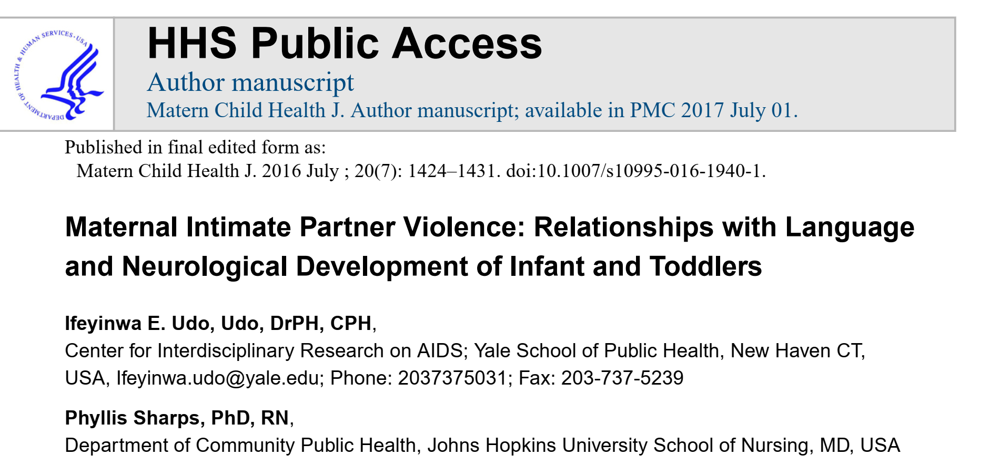 DEPARTMENT OF HEALTH & HUMAN SERVICES · USA
HHS Public Access
Author manuscript
Matern Child Health J. Author manuscript; available in PMC 2017 July 01.
Published in final edited form as:
Matern Child Health J. 2016 July ; 20(7): 1424–1431. doi:10.1007/s10995-016-1940-1.
Maternal Intimate Partner Violence: Relationships with Language
and Neurological Development of Infant and Toddlers
Ifeyinwa E. Udo, Udo, DrPH, CPH,
Center for Interdisciplinary Research on AIDS; Yale School of Public Health, New Haven CT,
USA, Ifeyinwa.udo@yale.edu; Phone: 2037375031; Fax: 203-737-5239
Phyllis Sharps, PhD, RN,
Department of Community Public Health, Johns Hopkins University School of Nursing, MD, USA